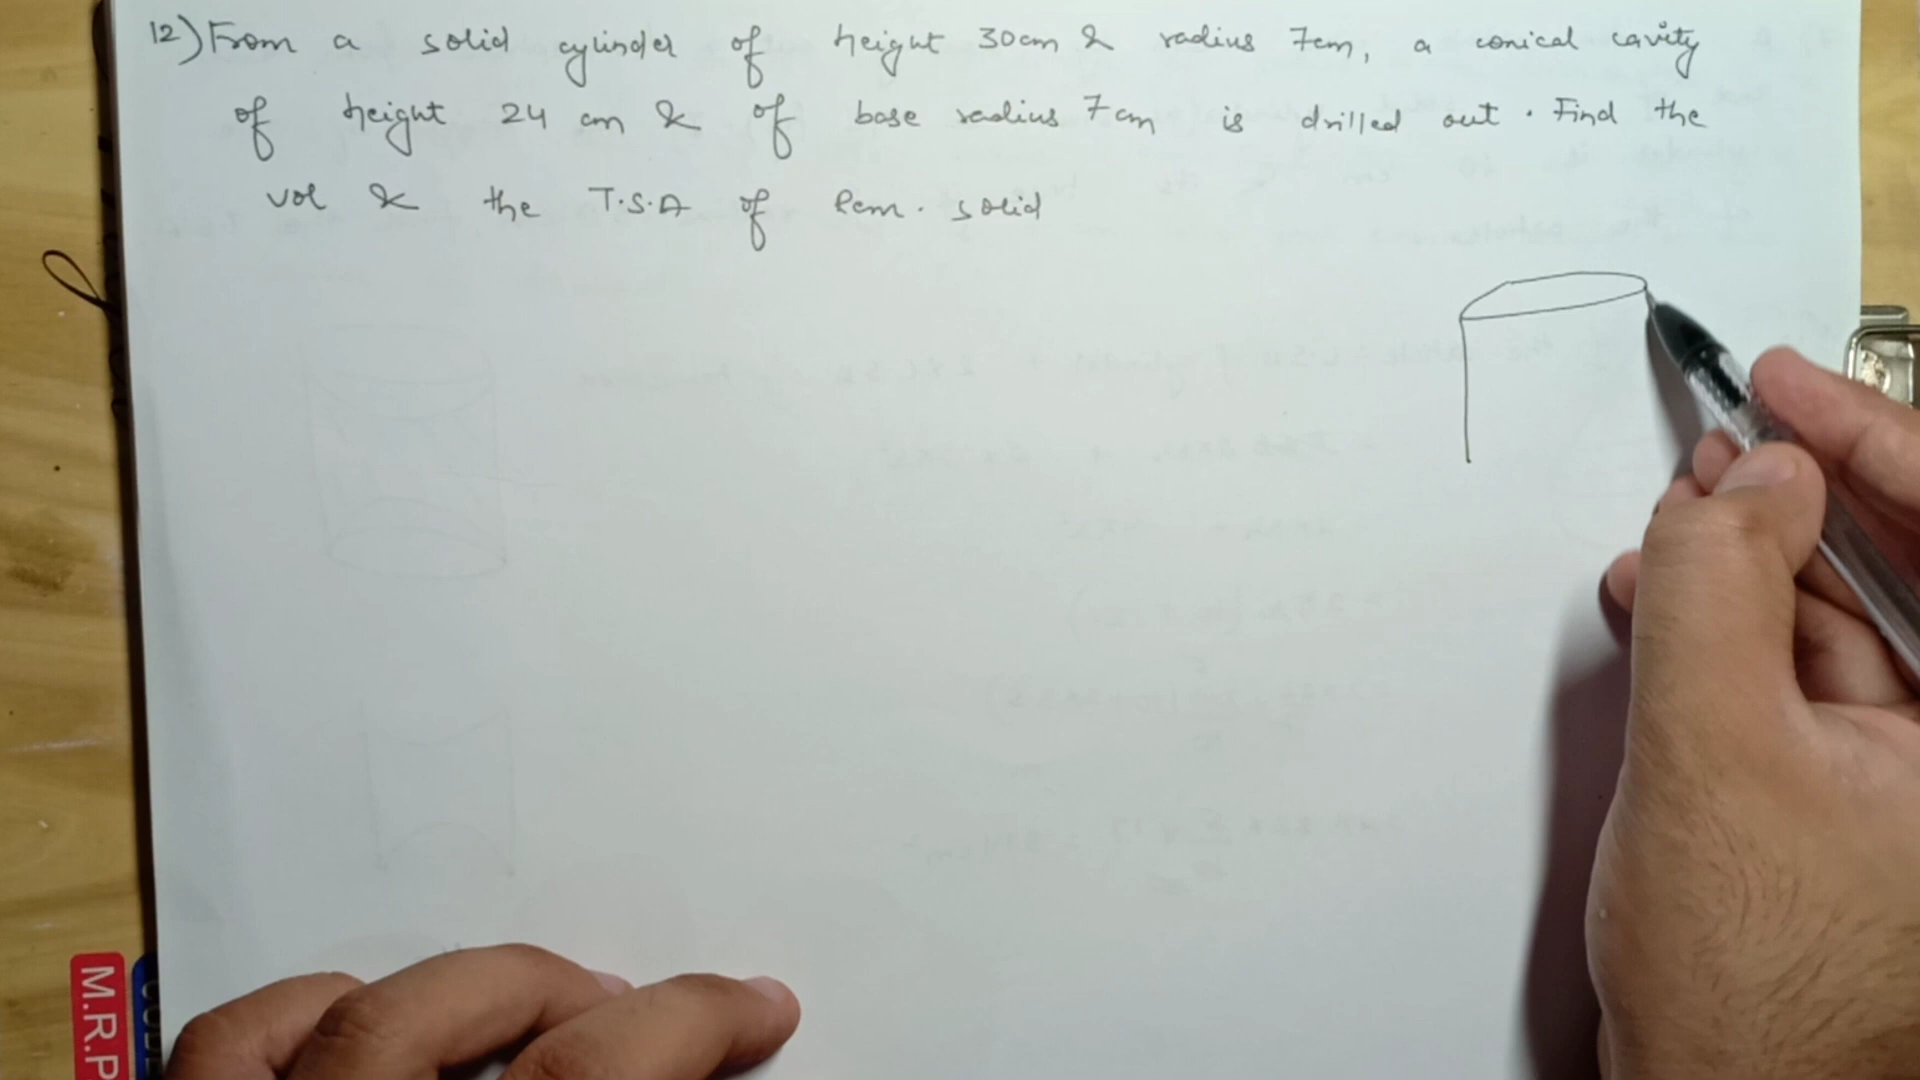 12) From a solid cylinder of height 30cm & radius 7cm, a conical cavity
of height 24 cm & of base radius 7cm is drilled out. Find the
vol & the T.S.A of Rem. solid
M.R.P